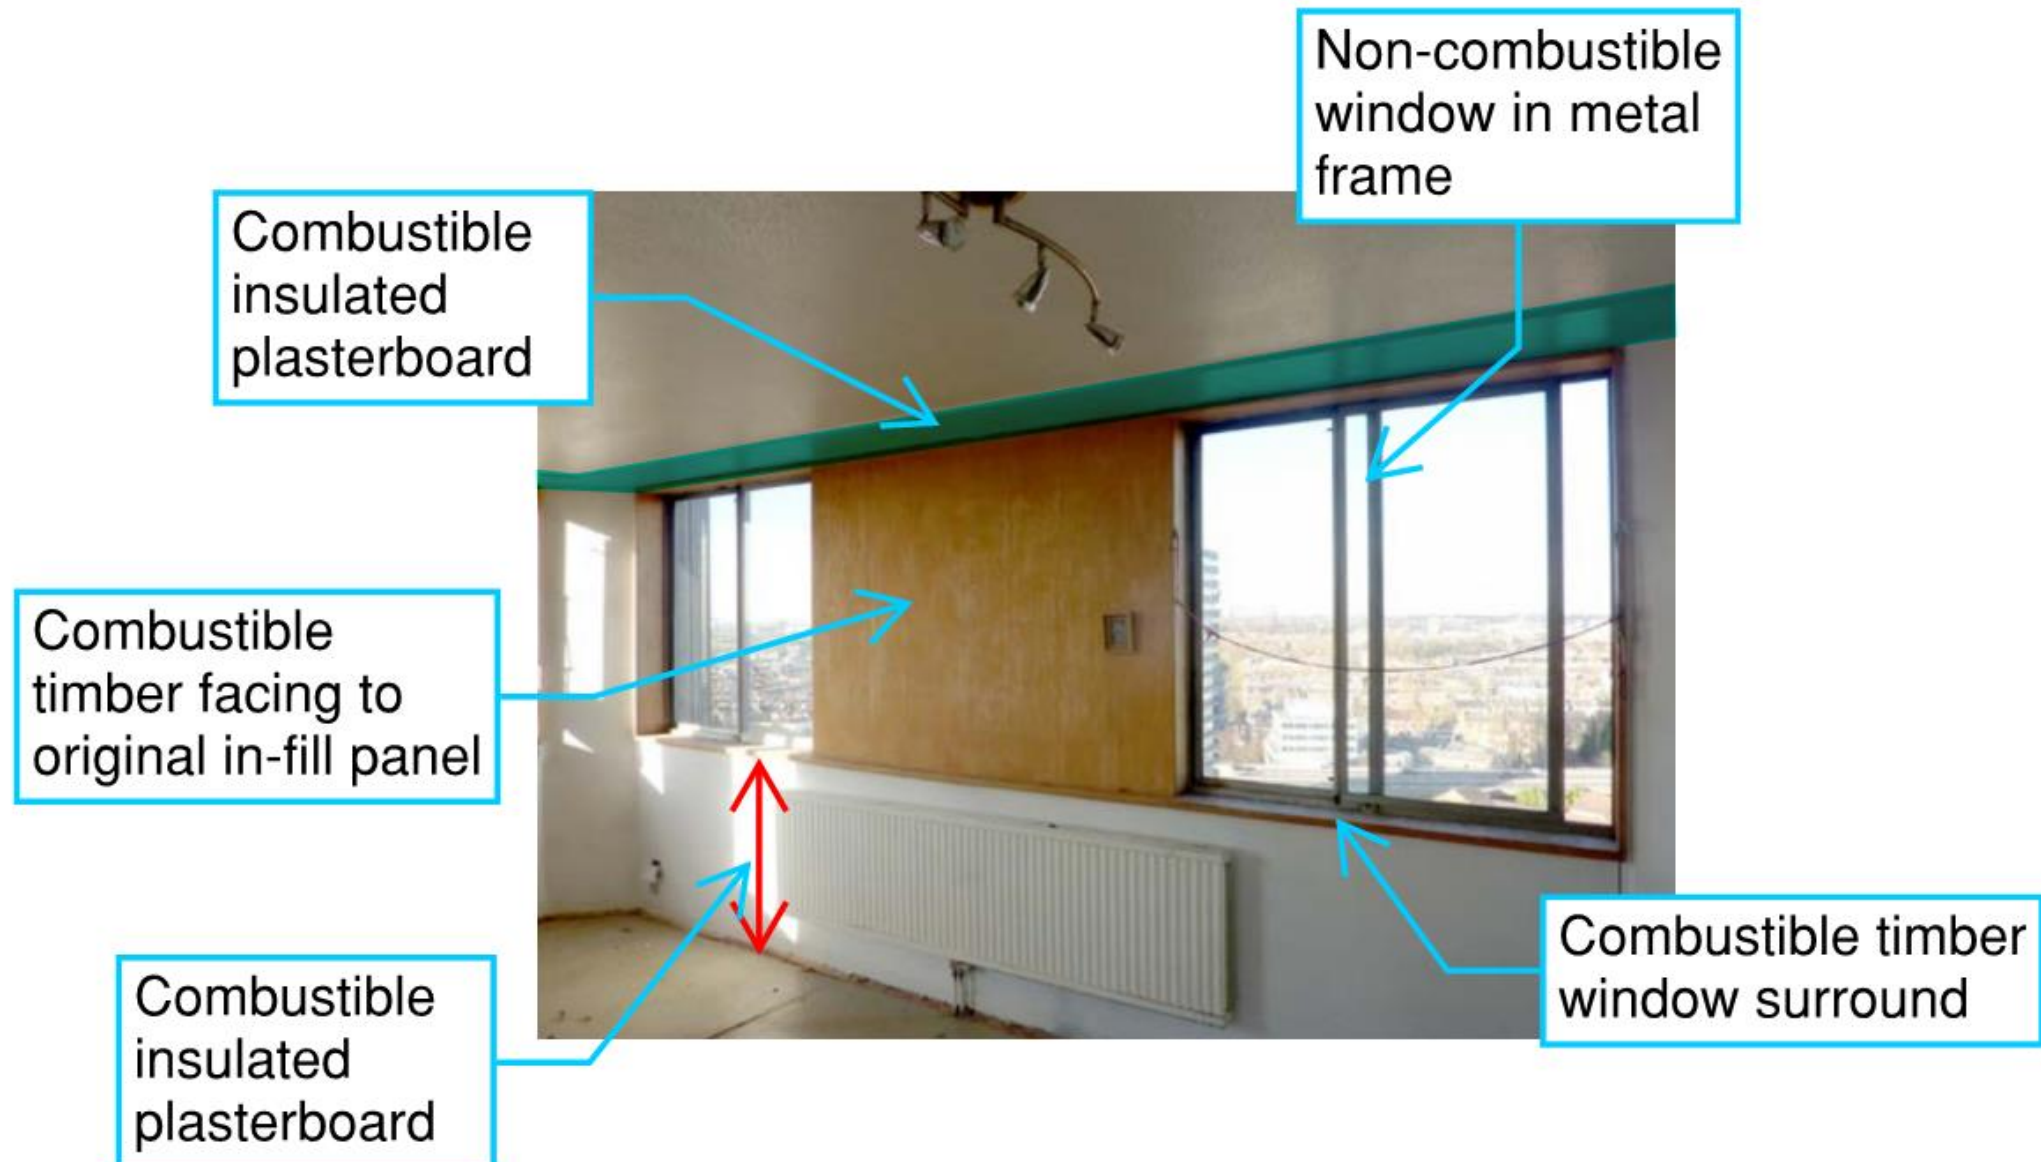 Non-combustible
window in metal
frame
Combustible
insulated
plasterboard
Combustible
timber facing to
original in-fill panel
Combustible
insulated
plasterboard
Combustible timber
window surround